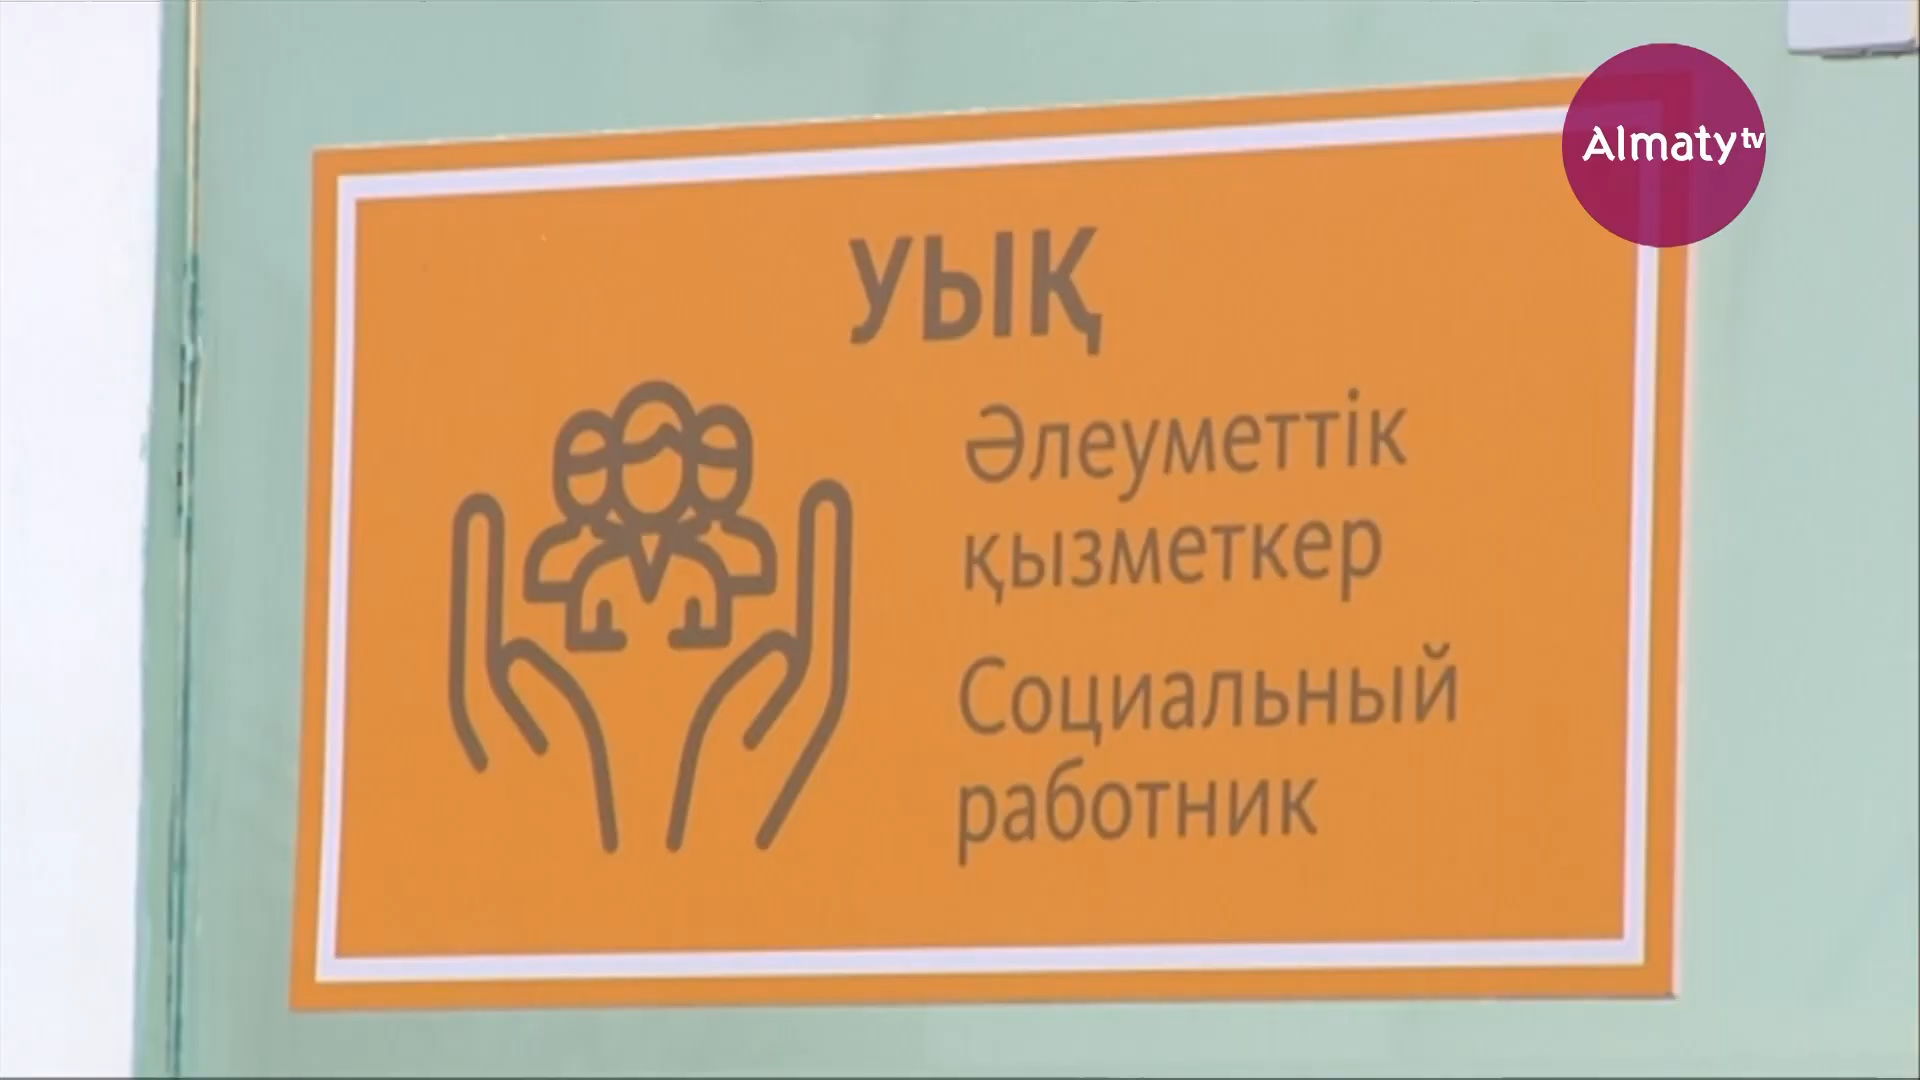 Almaty tv
УЫҚ
Әлеуметтік
қызметкер
Социальный
работник